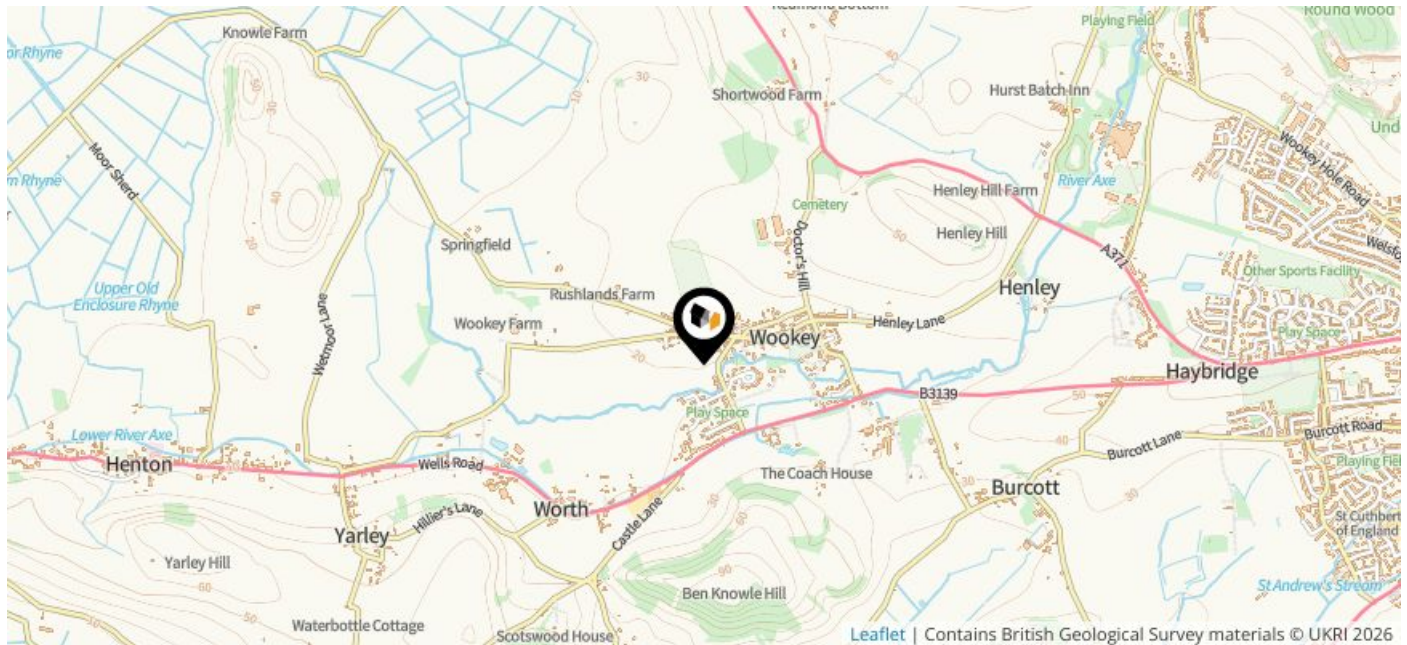 Redmond Bottom
Round Wood
Playing Field
Knowle Farm
or Rhyne
Shortwood Farm
Hurst Batch Inn
Und
Wookey Hole Road
Moor Sherd
rn Rhyne
River Axe
Henley Hill Farm
Cemetery
Doctor's Hill
Henley Hill
Welsfo
A371
Springfield
Other Sports Facility
Upper Old
Enclosure Rhyne
Rushlands Farm
Henley
Wookey Farm
Henley Lane
Play Space
Wookey
Wetmoor Lane
Haybridge
B3139
Play Space
Lower River Axe
Burcott Road
Henton
Wells Road
Burcott Lane
Playing Fiel
The Coach House
Burcott
Worth
Hillier's Lane
Castle Lane
St Cuthbert
of England
Yarley
Yarley Hill
Ben Knowle Hill
St Andrew's Stream
Waterbottle Cottage
Scotswood House
Leaflet | Contains British Geological Survey materials © UKRI 2026